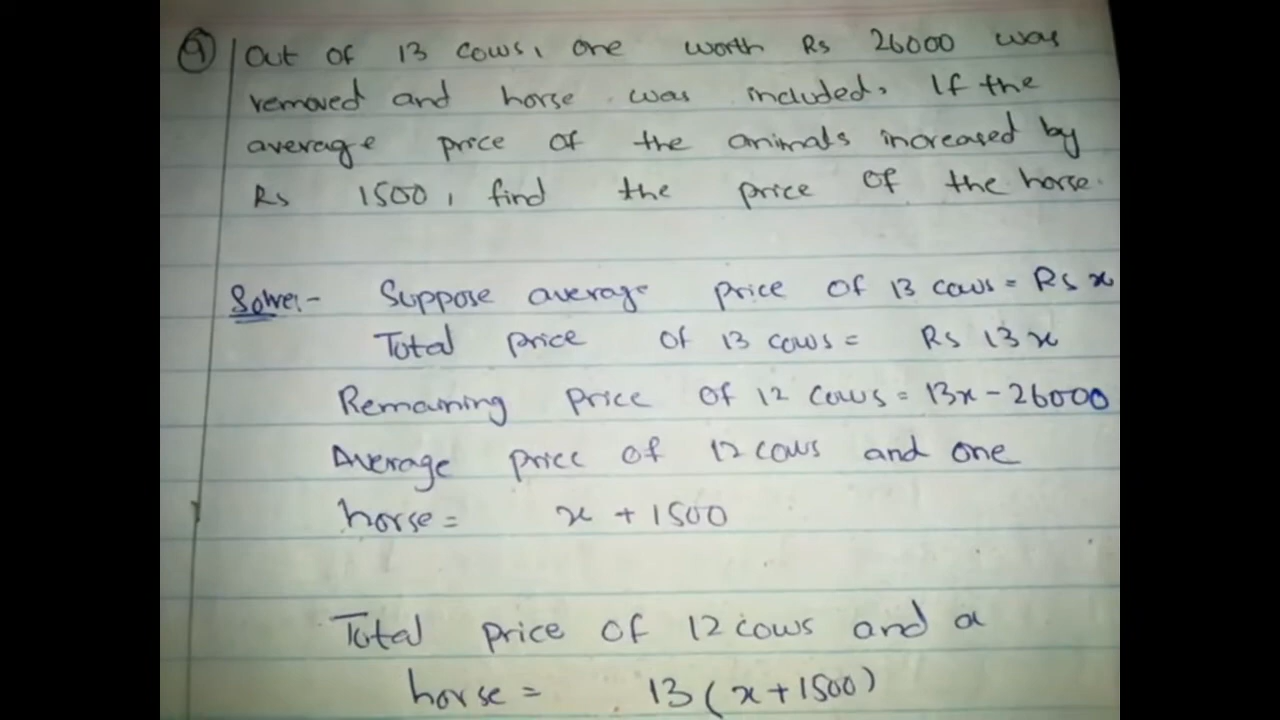 9 Out of 13 cows, one worth Rs 26000 was
removed and horse was included. If the
average price of the animals increased by
Rs 1500, find the price of the horse.
Solve:- Suppose average price of 13 cows = Rs x
Total price of 13 cows = Rs 13x
Remaining price of 12 cows = 13x - 26000
Average price of 12 cows and one
horse = x + 1500
Total price of 12 cows and a
horse = 13 (x + 1500)